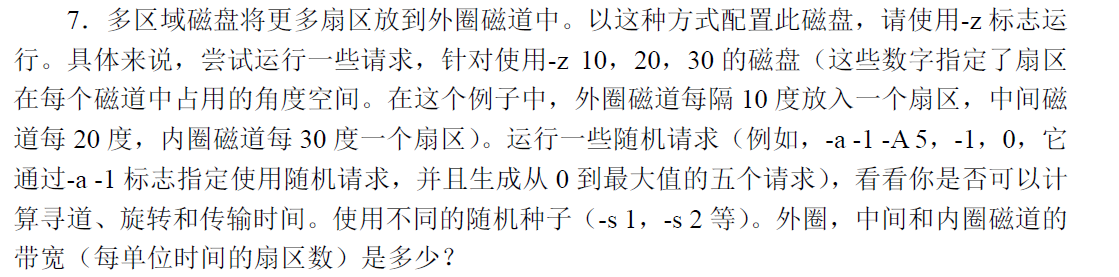 7．多区域磁盘将更多扇区放到外圈磁道中。以这种方式配置此磁盘，请使用-z 标志运
行。具体来说，尝试运行一些请求，针对使用-z 10，20，30 的磁盘（这些数字指定了扇区
在每个磁道中占用的角度空间。在这个例子中，外圈磁道每隔 10 度放入一个扇区，中间磁
道每 20 度，内圈磁道每 30 度一个扇区）。运行一些随机请求（例如，-a -1 -A 5，-1，0，它
通过-a -1 标志指定使用随机请求，并且生成从 0 到最大值的五个请求），看看你是否可以计
算寻道、旋转和传输时间。使用不同的随机种子（-s 1，-s 2 等）。外圈，中间和内圈磁道的
带宽（每单位时间的扇区数）是多少？